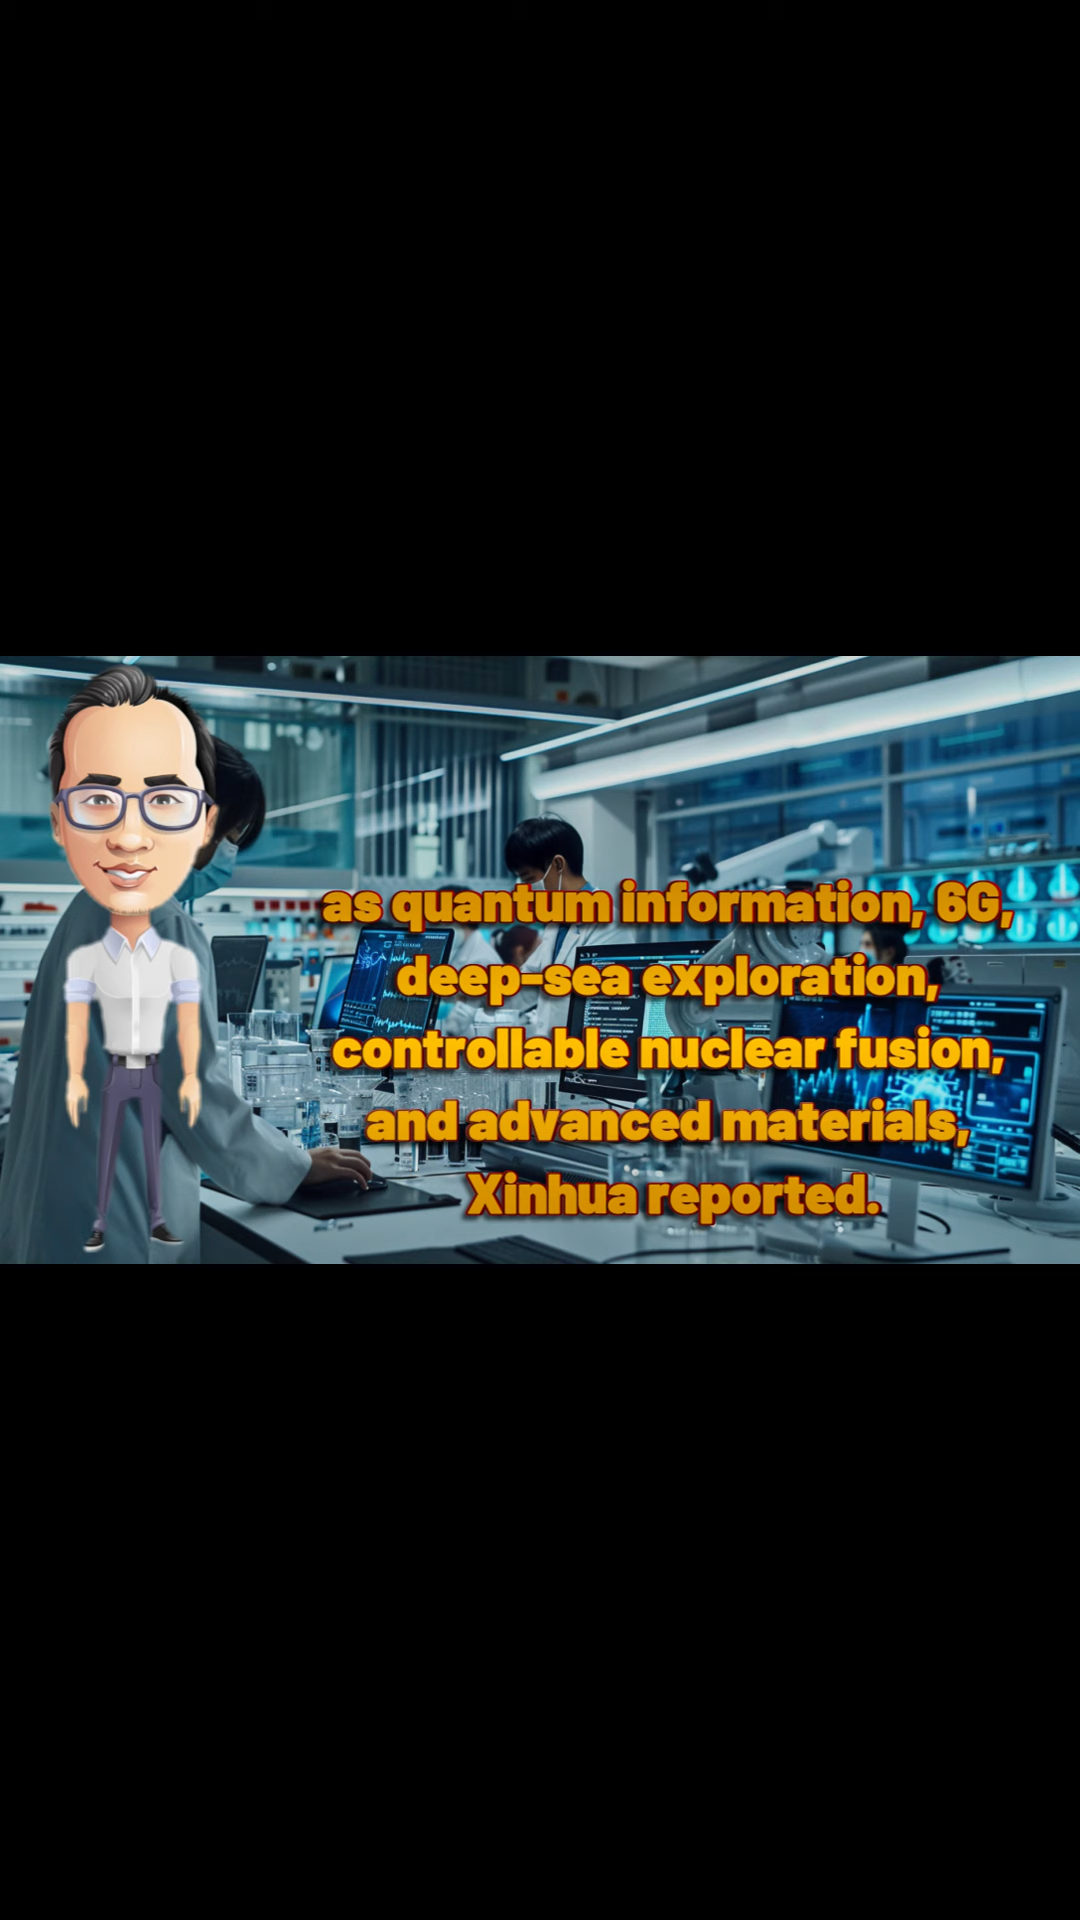 as quantum information, 6G,
deep-sea exploration,
controllable nuclear fusion,
and advanced materials,
Xinhua reported.